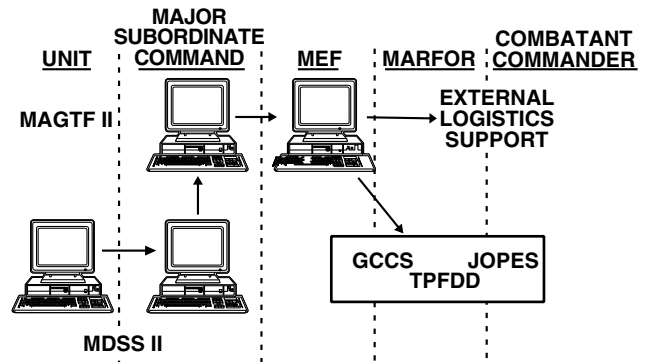 UNIT
MAJOR
SUBORDINATE
COMMAND
MEF
MARFOR
COMBATANT
COMMANDER
MAGTF II
EXTERNAL
LOGISTICS
SUPPORT
GCCS JOPES
TPFDD
MDSS II